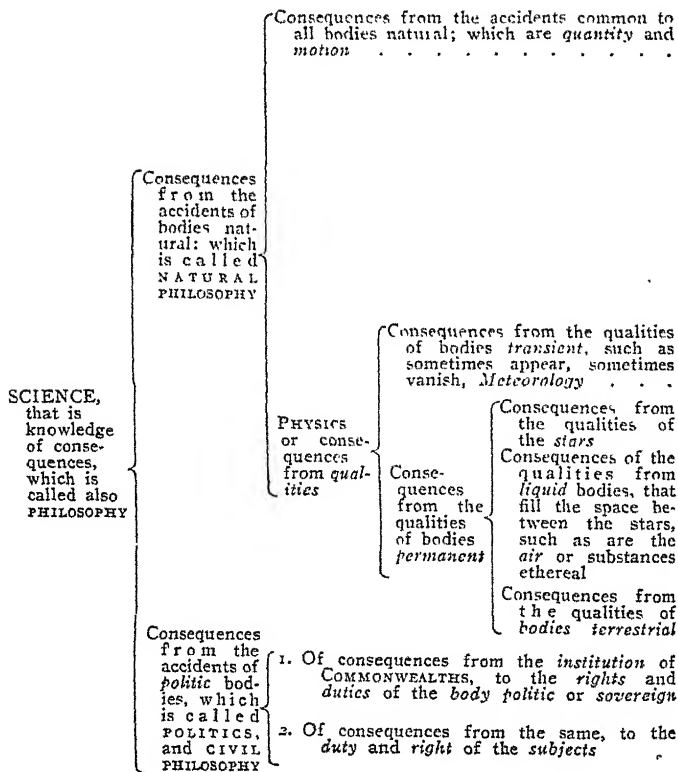 Consequences from the accidents common to
all bodies natural; which are quantity and
motion . . . . . . . . . . .
Consequences
from the
accidents of
bodies nat-
ural: which
is called
NATURAL
PHILOSOPHY
Consequences from the qualities
of bodies transient, such as
sometimes appear, sometimes
vanish, Meteorology . . .
SCIENCE,
that is
knowledge
of conse-
quences,
which is
called also
PHILOSOPHY
PHYSICS
or conse-
quences
from qual-
ities
Conse-
quences
from the
qualities
of bodies
permanent
Consequences from
the qualities of
the stars
Consequences of the
qualities from
liquid bodies, that
fill the space be-
tween the stars,
such as are the
air or substances
ethereal
Consequences from
the qualities of
bodies terrestrial
Consequences
from the
accidents of
politic bod-
ies, which
is called
POLITICS,
and CIVIL
PHILOSOPHY
1. Of consequences from the institution of
COMMONWEALTHS, to the rights and
duties of the body politic or sovereign
2. Of consequences from the same, to the
duty and right of the subjects